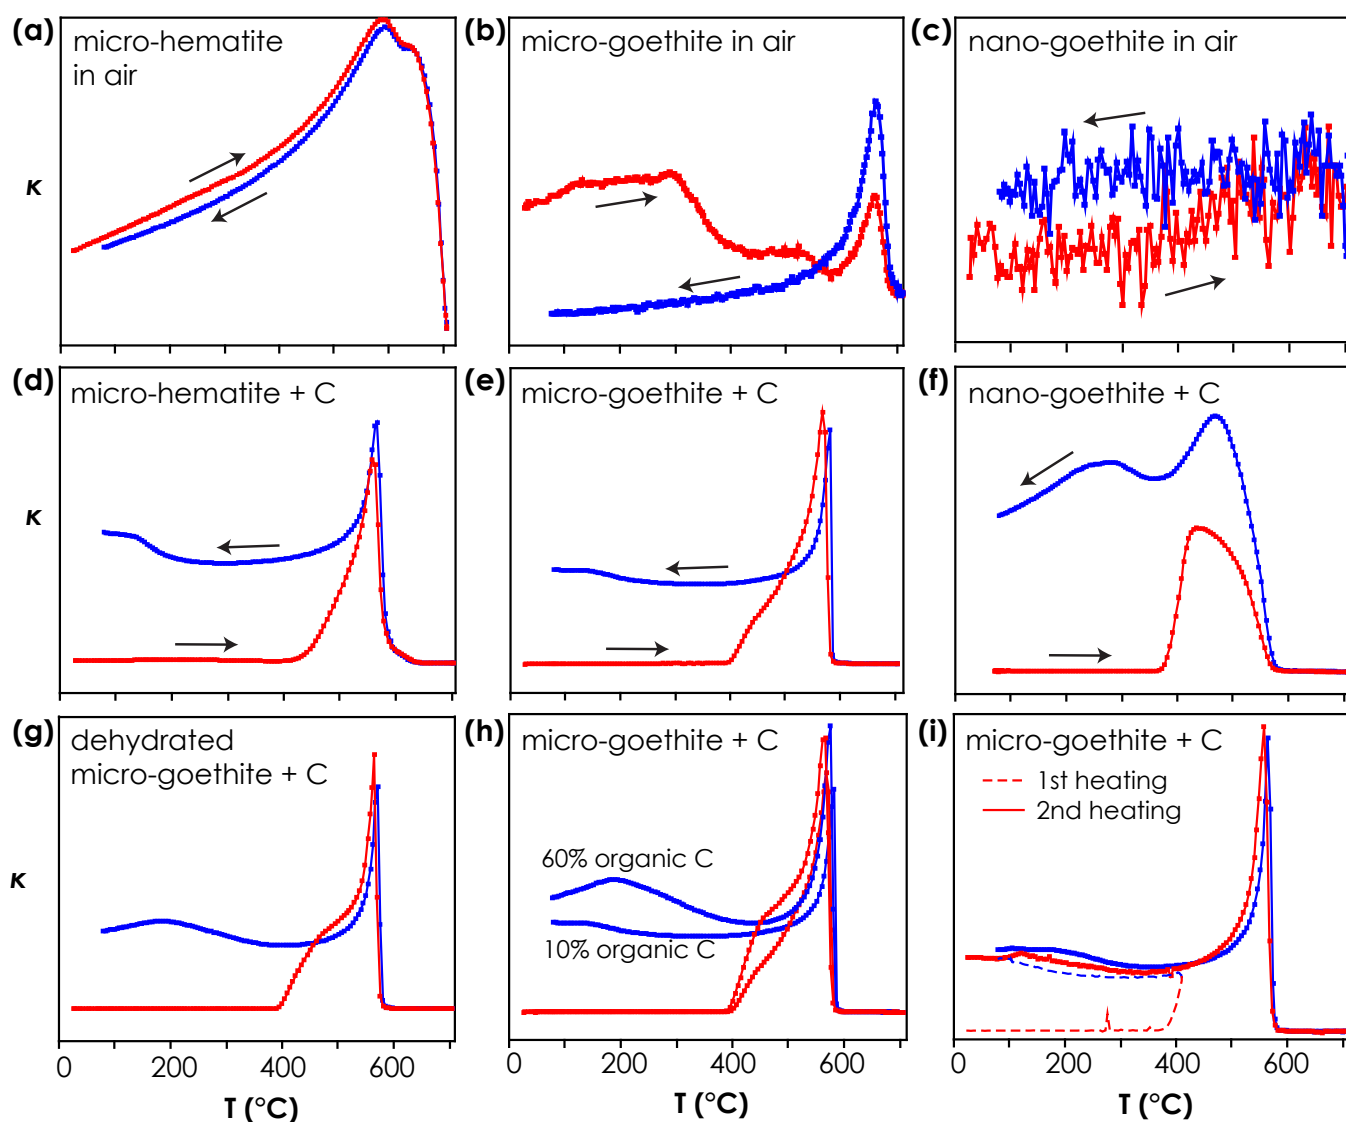 (a) micro-hematite
in air
(b) micro-goethite in air
(c) nano-goethite in air
κ
(d) micro-hematite + C
(e) micro-goethite + C
(f) nano-goethite + C
κ
(g) dehydrated
micro-goethite + C
(h) micro-goethite + C
60% organic C
10% organic C
(i) micro-goethite + C
1st heating
2nd heating
κ
0 200 400 600
0 200 400 600
0 200 400 600
T (°C)
T (°C)
T (°C)